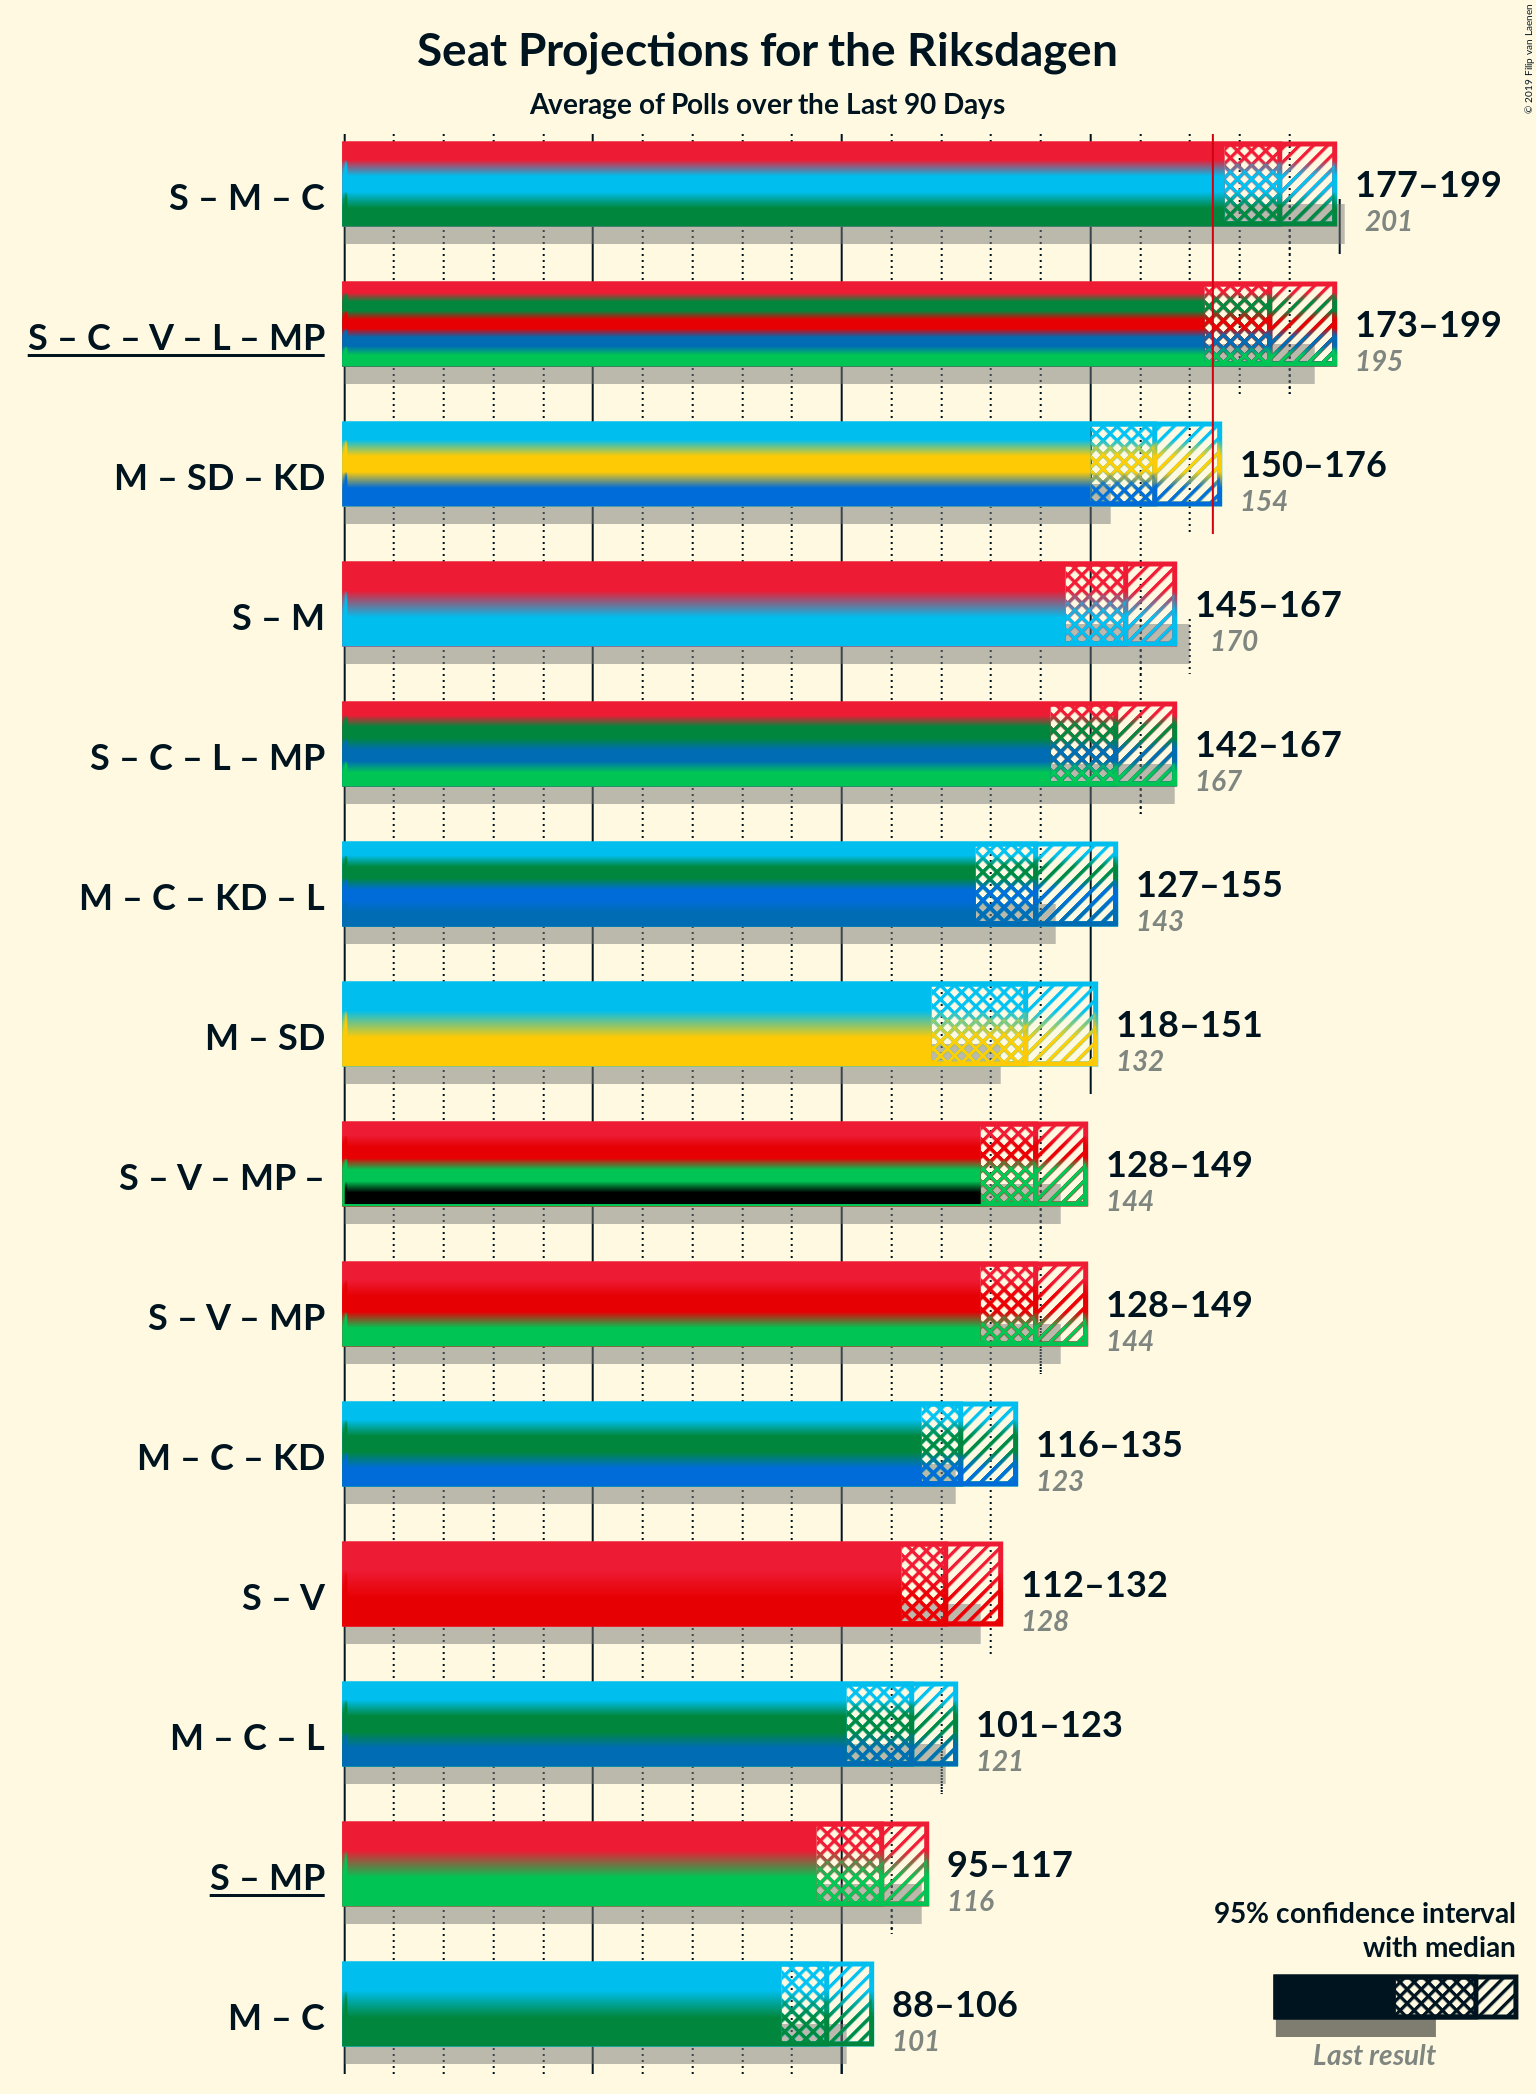 Seat Projections for the Riksdagen
Average of Polls over the Last 90 Days
© 2019 Filip van Laenen
S – M – C
177–199
201
S – C – V – L – MP
173–199
195
M – SD – KD
150–176
154
S – M
145–167
170
S – C – L – MP
142–167
167
M – C – KD – L
127–155
143
M – SD
118–151
132
S – V – MP –
128–149
144
S – V – MP
128–149
144
M – C – KD
116–135
123
S – V
112–132
128
M – C – L
101–123
121
S – MP
95–117
116
M – C
88–106
101
95% confidence interval
with median
Last result